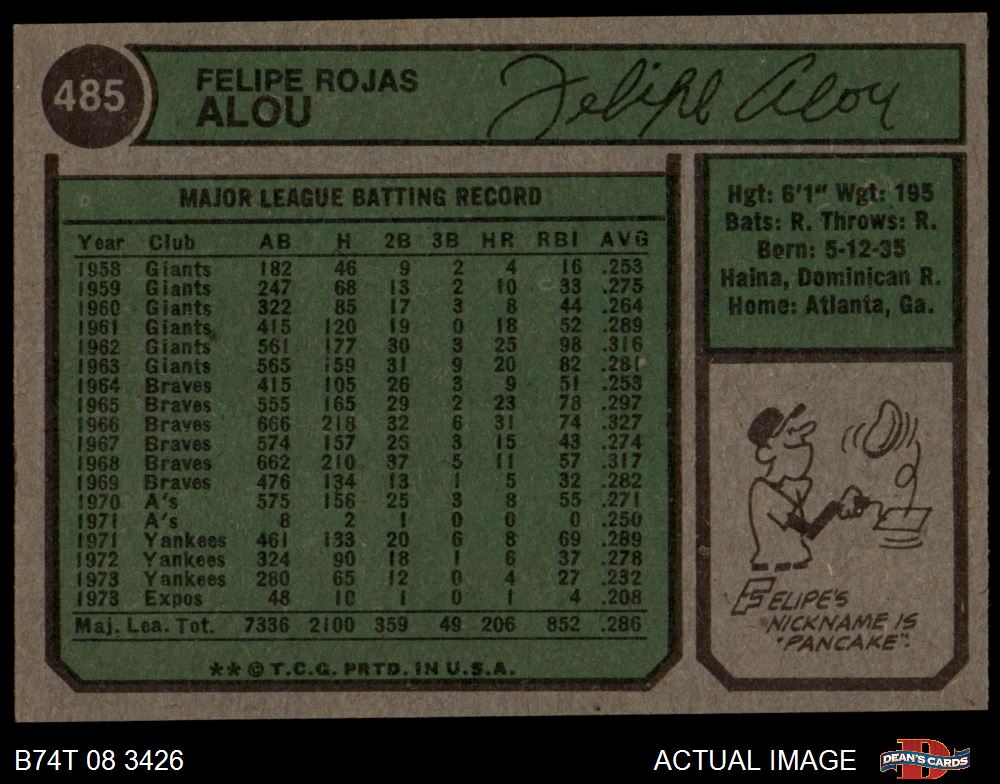 485
FELIPE ROJAS
ALOU
Felipe Alou
MAJOR LEAGUE BATTING RECORD
Year Club AB H 2B 3B HR RBI AVG
1958 Giants 182 46 9 2 4 16 .253
1959 Giants 247 68 13 2 10 33 .275
1960 Giants 322 85 17 3 8 44 .264
1961 Giants 415 120 19 0 18 52 .289
1962 Giants 561 177 30 3 25 98 .316
1963 Giants 565 159 31 9 20 82 .281
1964 Braves 415 105 26 3 9 51 .253
1965 Braves 555 165 29 2 23 78 .297
1966 Braves 666 218 32 6 31 74 .327
1967 Braves 574 157 26 3 15 43 .274
1968 Braves 662 210 37 5 11 57 .317
1969 Braves 476 134 13 1 5 32 .282
1970 A's 575 156 25 3 8 55 .271
1971 A's 8 2 1 0 0 0 .250
1971 Yankees 461 133 20 6 8 69 .289
1972 Yankees 324 90 18 1 6 37 .278
1973 Yankees 280 65 12 0 4 27 .232
1973 Expos 48 10 1 0 1 4 .208
Maj. Lea. Tot. 7336 2100 359 49 206 852 .286
** © T.C.G. PRTD. IN U.S.A.
Hgt: 6'1" Wgt: 195
Bats: R. Throws: R.
Born: 5-12-35
Haina, Dominican R.
Home: Atlanta, Ga.
FELIPE'S
NICKNAME IS
"PANCAKE".
B74T 08 3426
ACTUAL IMAGE
DEAN'S CARDS